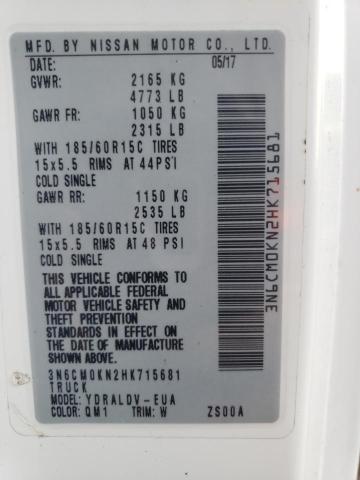 MFD. BY NISSAN MOTOR CO., LTD.
DATE: 05/17
GVWR: 2165 KG
4773 LB
GAWR FR: 1050 KG
2315 LB
WITH 185/60R15C TIRES
15x5.5 RIMS AT 44PSI
COLD SINGLE
GAWR RR: 1150 KG
2535 LB
WITH 185/60R15C TIRES
15x5.5 RIMS AT 48 PSI
COLD SINGLE
THIS VEHICLE CONFORMS TO
ALL APPLICABLE FEDERAL
MOTOR VEHICLE SAFETY AND
AND THEFT PREVENTION
STANDARDS IN EFFECT ON
THE DATE OF MANUFACTURE
SHOWN ABOVE.
3N6CM0KN2HK715681
TRUCK
MODEL: YDRALDV-EUA
COLOR: QM1 TRIM: W ZS00A
3N6CM0KN2HK715681